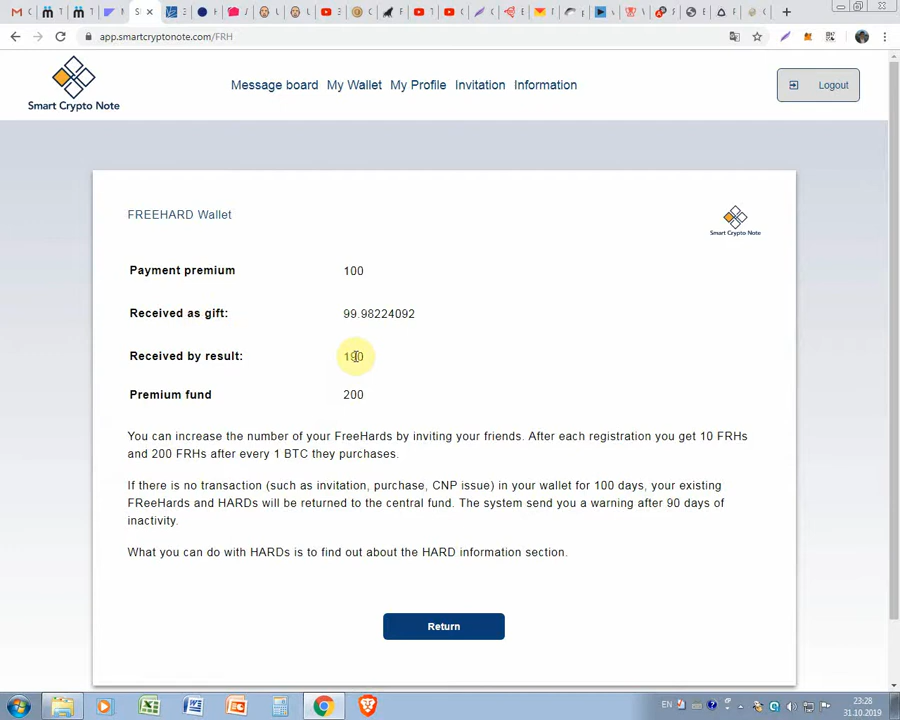 app.smartcryptonote.com/FRH
Smart Crypto Note
Message board My Wallet My Profile Invitation Information
Logout
FREEHARD Wallet
Smart Crypto Note
Payment premium 100
Received as gift: 99.98224092
Received by result: 190
Premium fund 200
You can increase the number of your FreeHards by inviting your friends. After each registration you get 10 FRHs
and 200 FRHs after every 1 BTC they purchases.
If there is no transaction (such as invitation, purchase, CNP issue) in your wallet for 100 days, your existing
FReeHards and HARDs will be returned to the central fund. The system send you a warning after 90 days of
inactivity.
What you can do with HARDs is to find out about the HARD information section.
Return
EN
23:28
31.10.2019